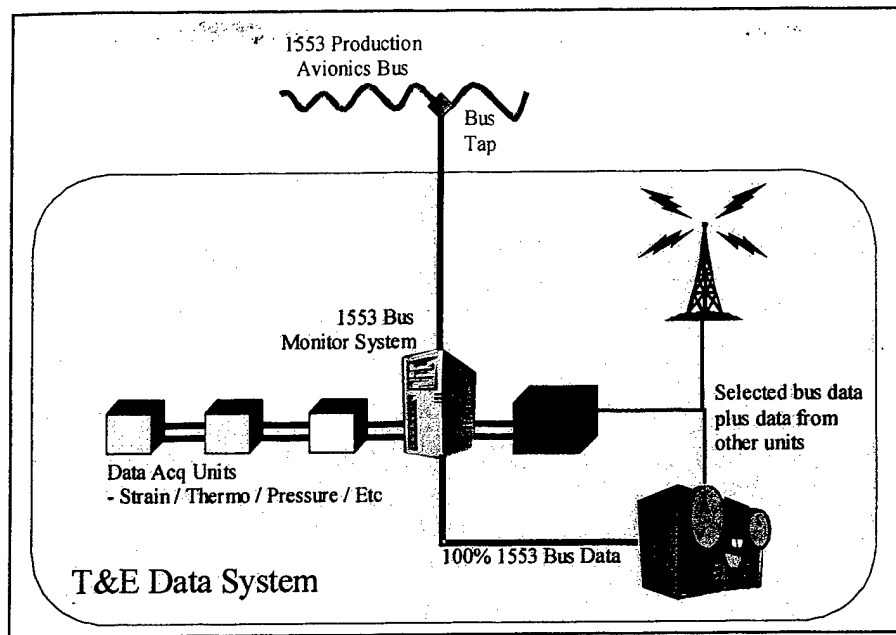 1553 Production
Avionics Bus
Bus
Tap
1553 Bus
Monitor System
Selected bus data
plus data from
other units
Data Acq Units
- Strain / Thermo / Pressure / Etc
100% 1553 Bus Data
T&E Data System